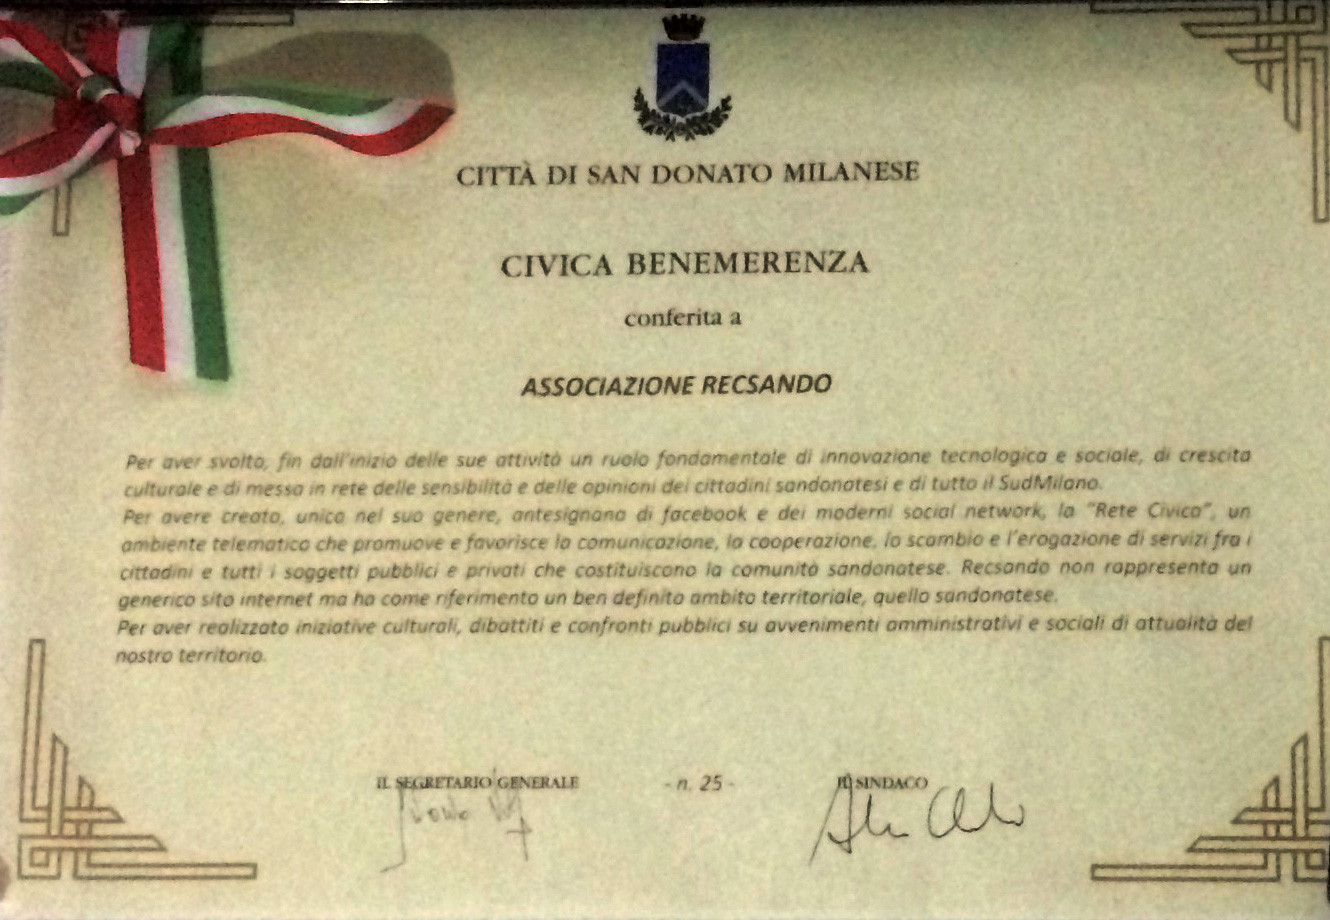 CITTÀ DI SAN DONATO MILANESE
CIVICA BENEMERENZA
conferita a
ASSOCIAZIONE RECSANDO
Per aver svolto, fin dall'inizio delle sue attività un ruolo fondamentale di innovazione tecnologica e sociale, di crescita
culturale e di messa in rete delle sensibilità e delle opinioni dei cittadini sandonatesi e di tutto il SudMilano.
Per avere creato, unico nel suo genere, antesignano di facebook e dei moderni social network, la "Rete Civica", un
ambiente telematico che promuove e favorisce la comunicazione, la cooperazione, lo scambio e l'erogazione di servizi fra i
cittadini e tutti i soggetti pubblici e privati che costituiscono la comunità sandonatese. Recsando non rappresenta un
generico sito internet ma ha come riferimento un ben definito ambito territoriale, quello sandonatese.
Per aver realizzato iniziative culturali, dibattiti e confronti pubblici su avvenimenti amministrativi e sociali di attualità del
nostro territorio.
IL SEGRETARIO GENERALE - n. 25 - IL SINDACO